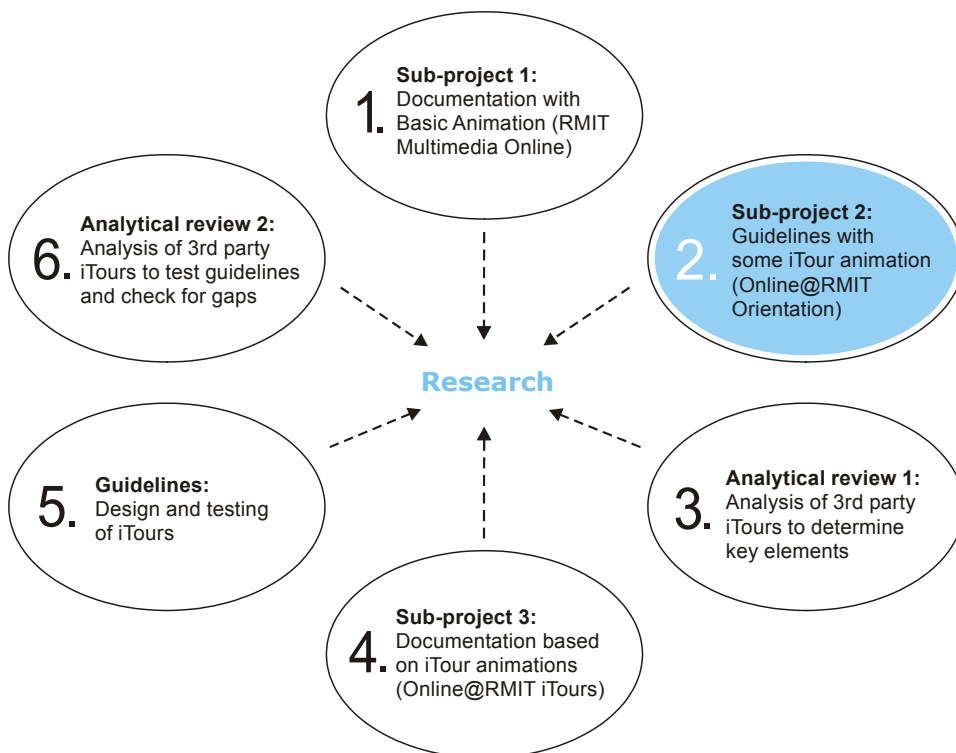 1.
Sub-project 1:
Documentation with
Basic Animation (RMIT
Multimedia Online)
2.
Sub-project 2:
Guidelines with
some iTour animation
(Online@RMIT
Orientation)
3.
Analytical review 1:
Analysis of 3rd party
iTours to determine
key elements
4.
Sub-project 3:
Documentation based
on iTour animations
(Online@RMIT iTours)
5.
Guidelines:
Design and testing
of iTours
6.
Analytical review 2:
Analysis of 3rd party
iTours to test guidelines
and check for gaps
Research